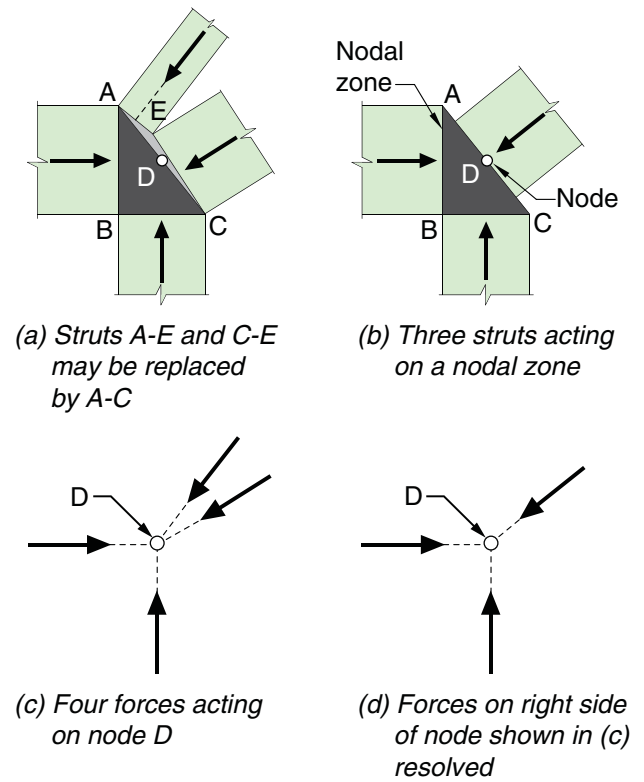 A
E
D
B
C
(a) Struts A-E and C-E
may be replaced
by A-C
Nodal
zone
A
D
Node
B
C
(b) Three struts acting
on a nodal zone
D
(c) Four forces acting
on node D
D
(d) Forces on right side
of node shown in (c)
resolved